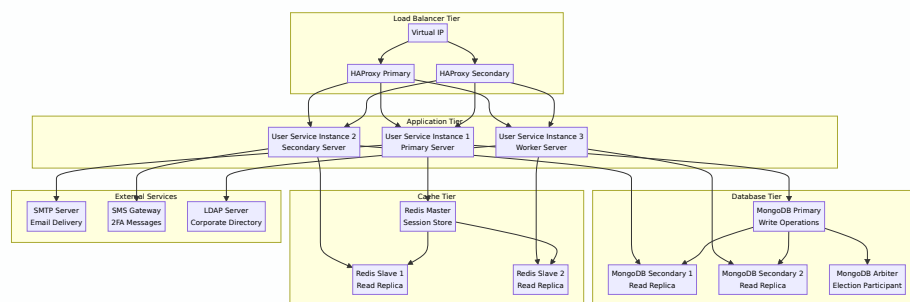 Load Balancer Tier
Virtual IP
HAProxy Primary
HAProxy Secondary
Application Tier
User Service Instance 2
Secondary Server
User Service Instance 1
Primary Server
User Service Instance 3
Worker Server
External Services
SMTP Server
Email Delivery
SMS Gateway
2FA Messages
LDAP Server
Corporate Directory
Cache Tier
Redis Master
Session Store
Redis Slave 1
Read Replica
Redis Slave 2
Read Replica
Database Tier
MongoDB Primary
Write Operations
MongoDB Secondary 1
Read Replica
MongoDB Secondary 2
Read Replica
MongoDB Arbiter
Election Participant